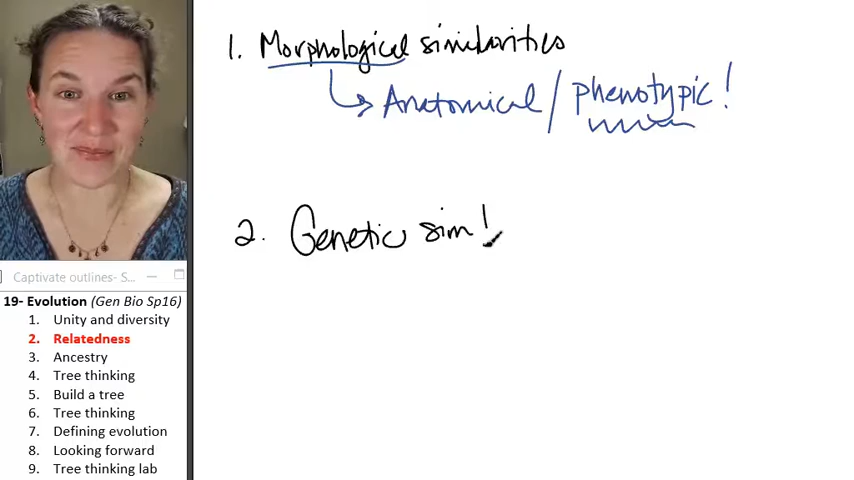 1. Morphological similarities
↳ Anatomical / phenotypic!
2. Genetic sim!
Captivate outlines- S...
19- Evolution (Gen Bio Sp16)
1. Unity and diversity
2. Relatedness
3. Ancestry
4. Tree thinking
5. Build a tree
6. Tree thinking
7. Defining evolution
8. Looking forward
9. Tree thinking lab